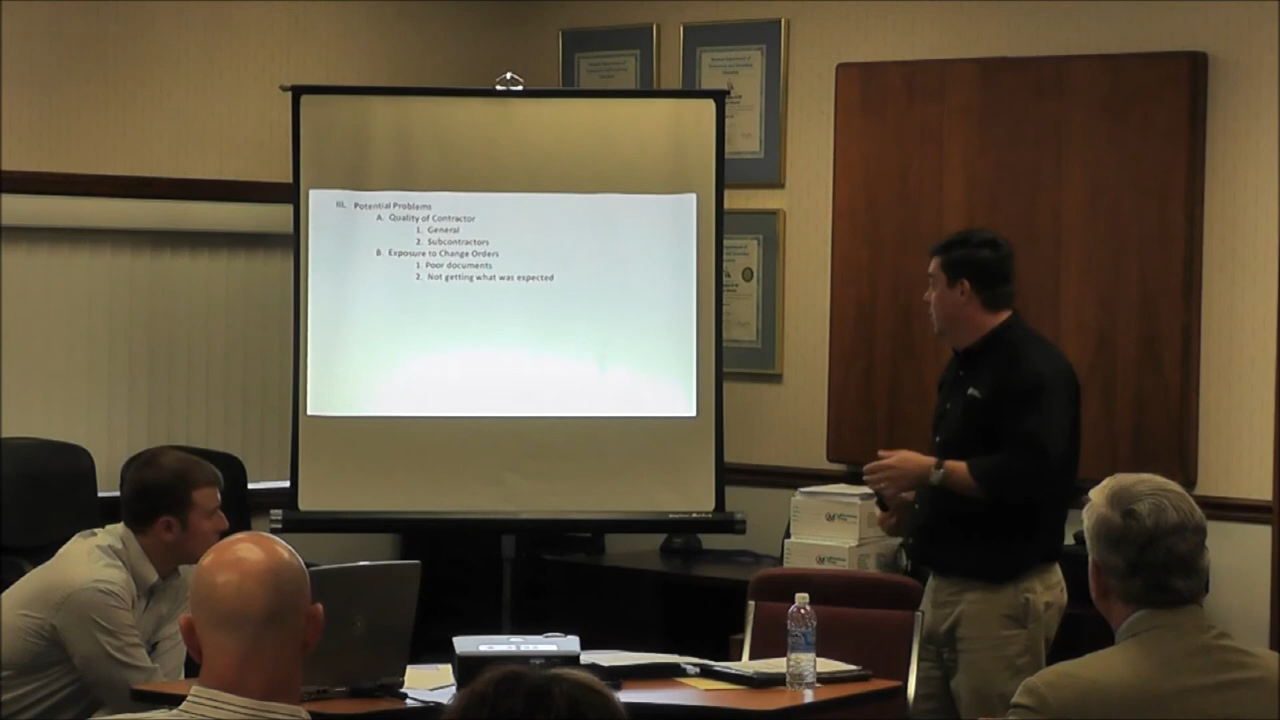 III. Potential Problems
A. Quality of Contractor
1. General
2. Subcontractors
B. Exposure to Change Orders
1. Poor documents
2. Not getting what was expected